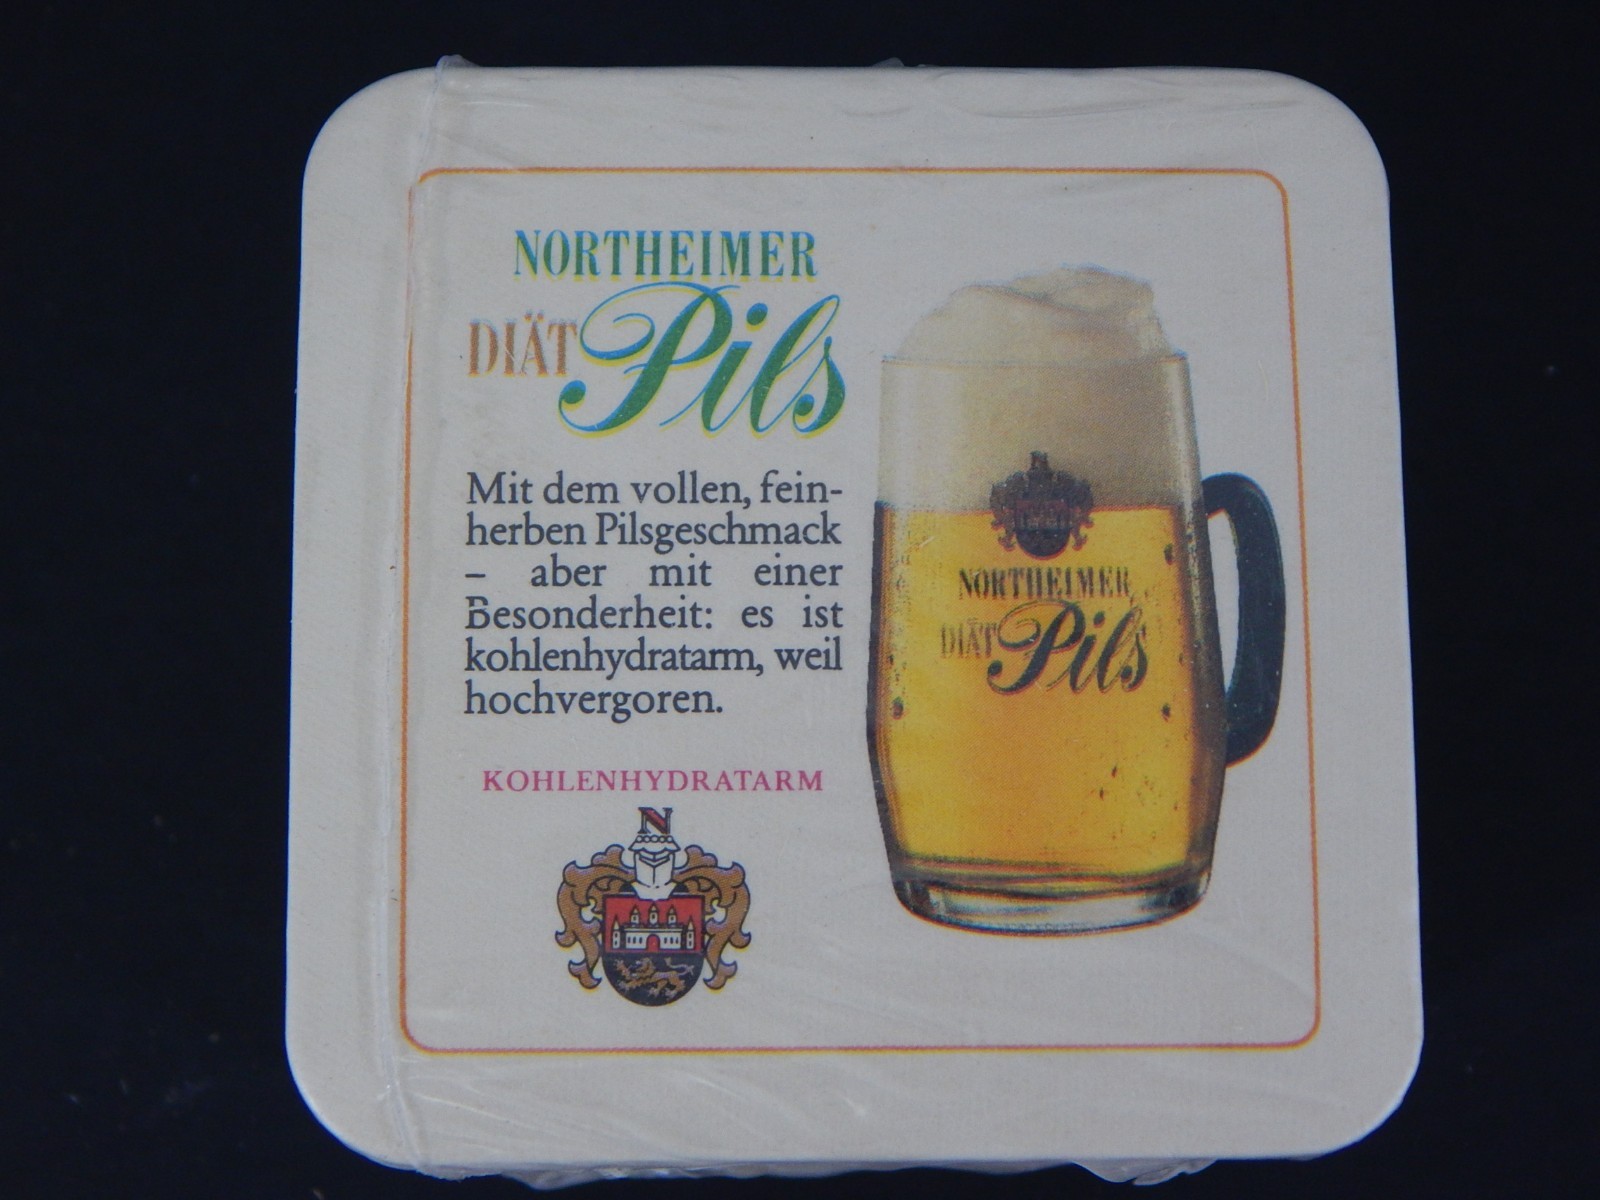 NORTHEIMER
DIÄT Pils
Mit dem vollen, fein-
herben Pilsgeschmack
– aber mit einer
Besonderheit: es ist
kohlenhydratarm, weil
hochvergoren.
KOHLENHYDRATARM
N
NORTHEIMER
DIÄT Pils